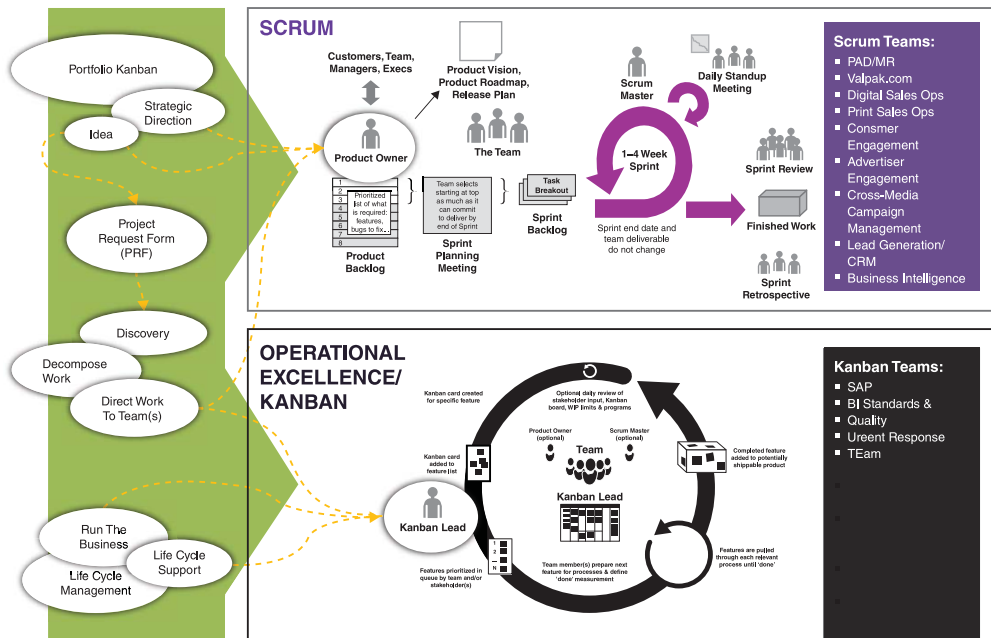 Portfolio Kanban
Strategic
Direction
Idea
Project
Request Form
(PRF)
Discovery
Decompose
Work
Direct Work
To Team(s)
Run The
Business
Life Cycle
Support
Life Cycle
Management
SCRUM
Customers, Team,
Managers, Execs
Product Vision,
Product Roadmap,
Release Plan
Product Owner
The Team
1
2
3
4
5
6
7
8
Prioritized
list of what
is required:
features,
bugs to fix...
Product
Backlog
Team selects
starting at top
as much as it
can commit
to deliver by
end of Sprint
Sprint
Planning
Meeting
Task
Breakout
Sprint
Backlog
Scrum
Master
Daily Standup
Meeting
1–4 Week
Sprint
Sprint end date and
team deliverable
do not change
Sprint Review
Finished Work
Sprint
Retrospective
Scrum Teams:
PAD/MR
Valpak.com
Digital Sales Ops
Print Sales Ops
Consmer
Engagement
Advertiser
Engagement
Cross-Media
Campaign
Management
Lead Generation/
CRM
Business Intelligence
OPERATIONAL
EXCELLENCE/
KANBAN
Kanban card created
for specific feature
Optional daily review of
stakeholder input, Kanban
board, WIP limits & programs
Product Owner
(optional)
Scrum Master
(optional)
Team
Kanban card
added to
feature list
Completed feature
added to potentially
shippable product
Kanban Lead
Kanban Lead
1
2
N
Features prioritized in
queue by team and/or
stakeholder(s)
Team member(s) prepare next
feature for processes & define
'done' measurement
Features are pulled
through each relevant
process until 'done'
Kanban Teams:
SAP
BI Standards &
Quality
Ureent Response
TEam